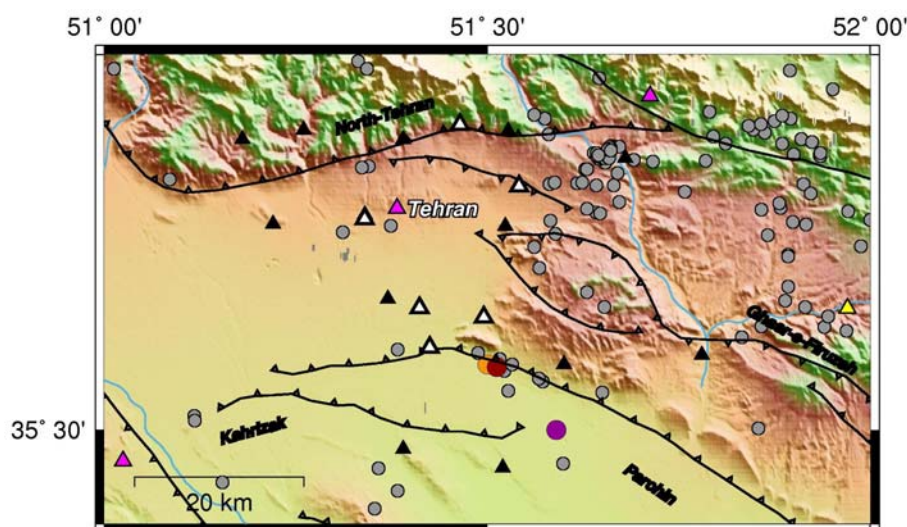 51° 00'
51° 30'
52° 00'
North-Tehran
Tehran
Ghasr-e-Firuzeh
35° 30'
Kahrizak
Parchin
20 km